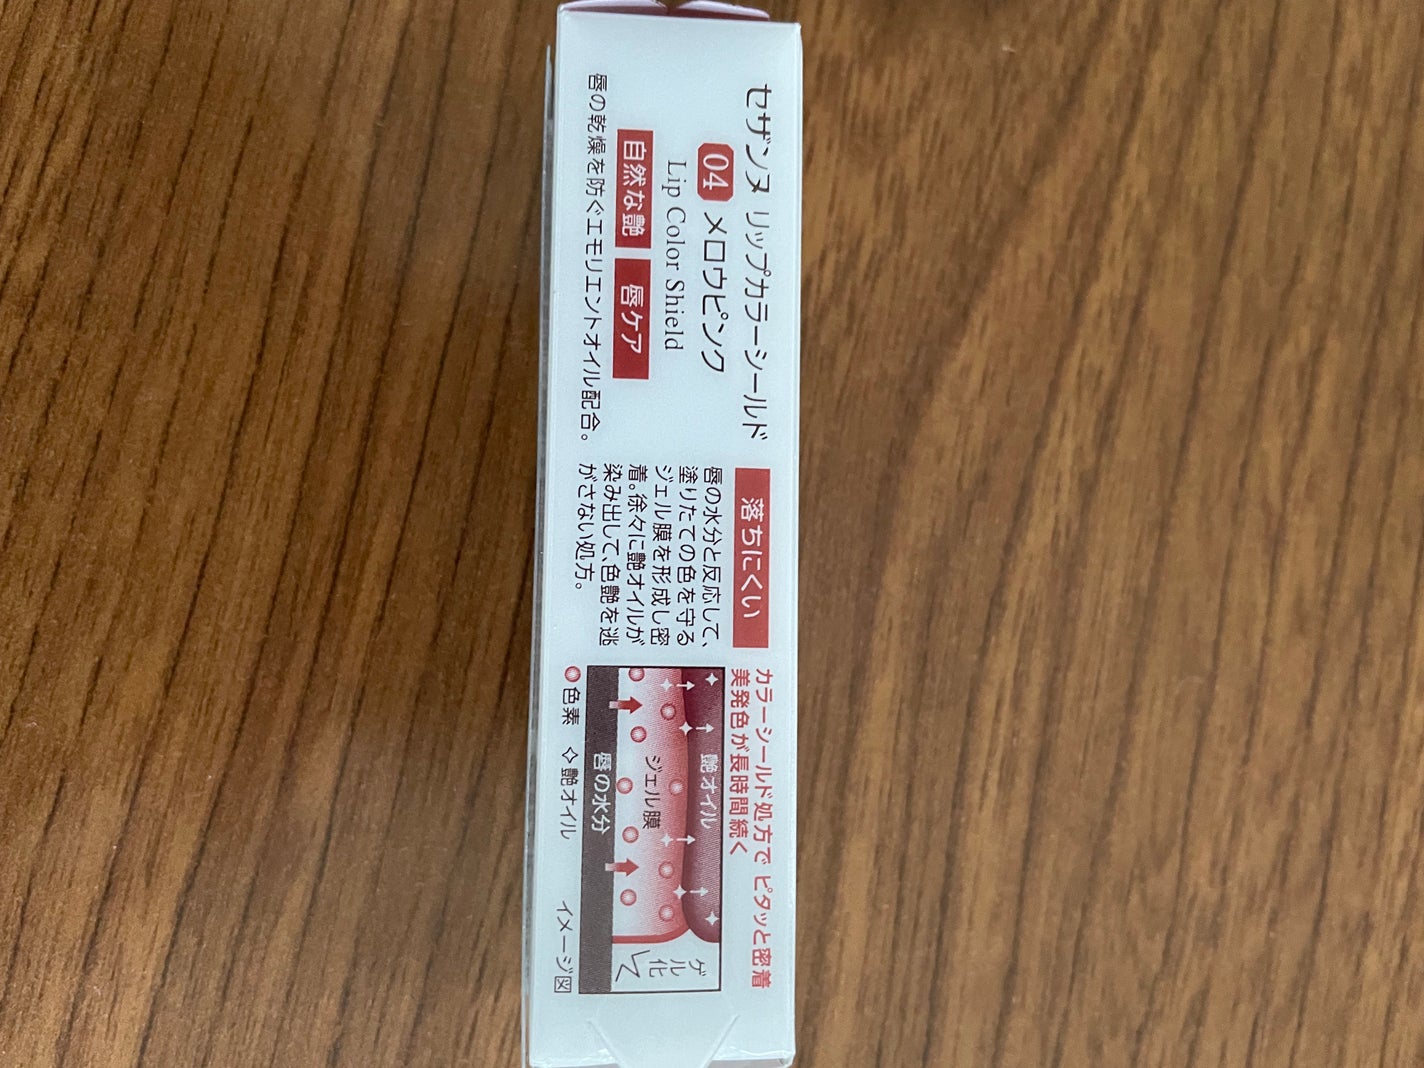 セザンヌ リップカラーシールド
04 メロウピンク
Lip Color Shield
自然な艶 唇ケア
唇の乾燥を防ぐエモリエントオイル配合。
落ちにくい
唇の水分と反応して、
塗りたての色を守る
ジェル膜を形成し密
着。徐々に艶オイルが
染み出して、色艶を逃
がさない処方。
カラーシールド処方で ピタッと密着
美発色が長時間続く
艶オイル
ジェル膜
唇の水分
ゲ
ル
化
色素 艶オイル
イメージ図